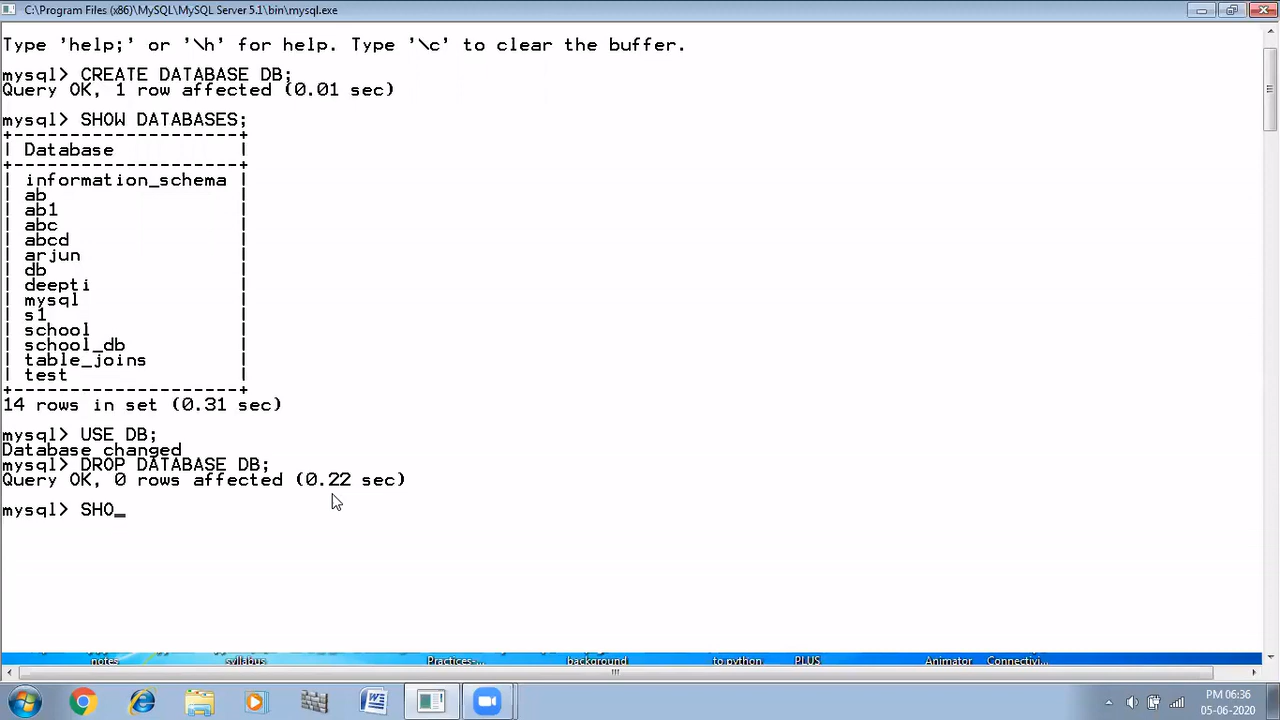 C:\Program Files (x86)\MySQL\MySQL Server 5.1\bin\mysql.exe
Type 'help;' or '\h' for help. Type '\c' to clear the buffer.
mysql> CREATE DATABASE DB;
Query OK, 1 row affected (0.01 sec)
mysql> SHOW DATABASES;
+--------------------+
| Database           |
+--------------------+
| information_schema |
| ab                 |
| ab1                |
| abc                |
| abcd               |
| arjun              |
| db                 |
| deepti             |
| mysql              |
| s1                 |
| school             |
| school_db          |
| table_joins        |
| test               |
+--------------------+
14 rows in set (0.31 sec)
mysql> USE DB;
Database changed
mysql> DROP DATABASE DB;
Query OK, 0 rows affected (0.22 sec)
mysql> SHO_
notes syllabus Practices-... background to python PLUS Animator Connectivi...
PM 06:36
05-06-2020